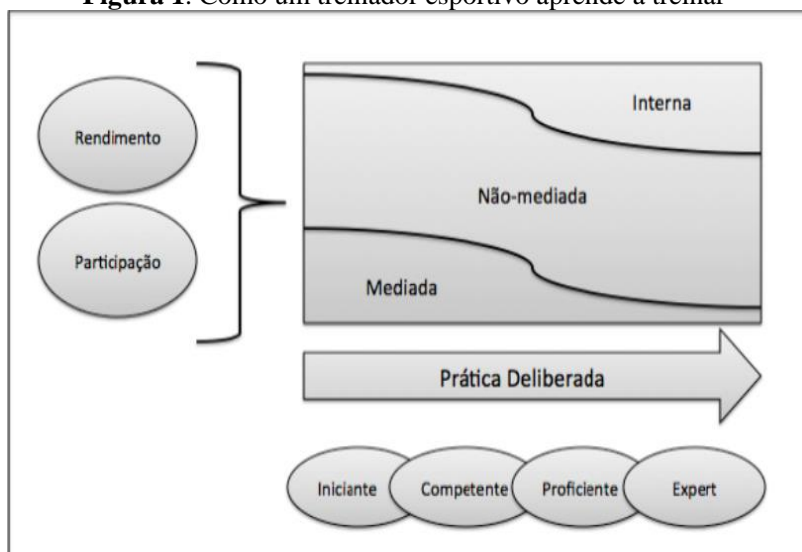 Figura 1. Como um treinador esportivo aprende a treinar
Rendimento
Interna
Não-mediada
Participação
Mediada
Prática Deliberada
Iniciante Competente Proficiente Expert